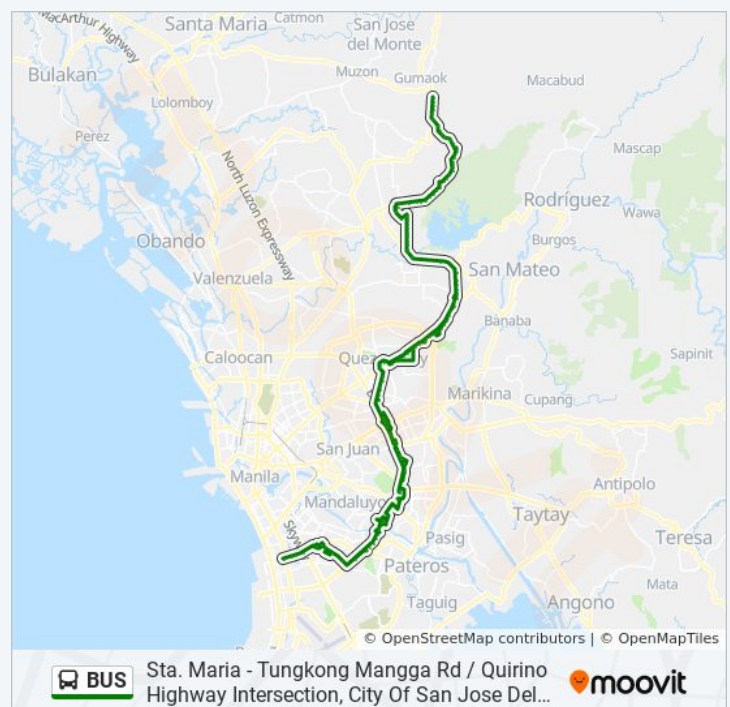 MacArthur Highway
Santa Maria
Catmon
San Jose
del Monte
Bulakan
Muzon
Gumaok
Macabud
Lolomboy
Perez
Mascap
North Luzon Expressway
Rodríguez
Wawa
Obando
Burgos
Valenzuela
San Mateo
Banaba
Caloocan
Sapinit
Marikina
Cupang
San Juan
Manila
Antipolo
Mandaluyo
Taytay
Pasig
Teresa
Pateros
Mata
Taguig
Angono
© OpenStreetMap contributors | © OpenMapTiles
BUS
Sta. Maria - Tungkong Mangga Rd / Quirino
Highway Intersection, City Of San Jose Del...
moovit